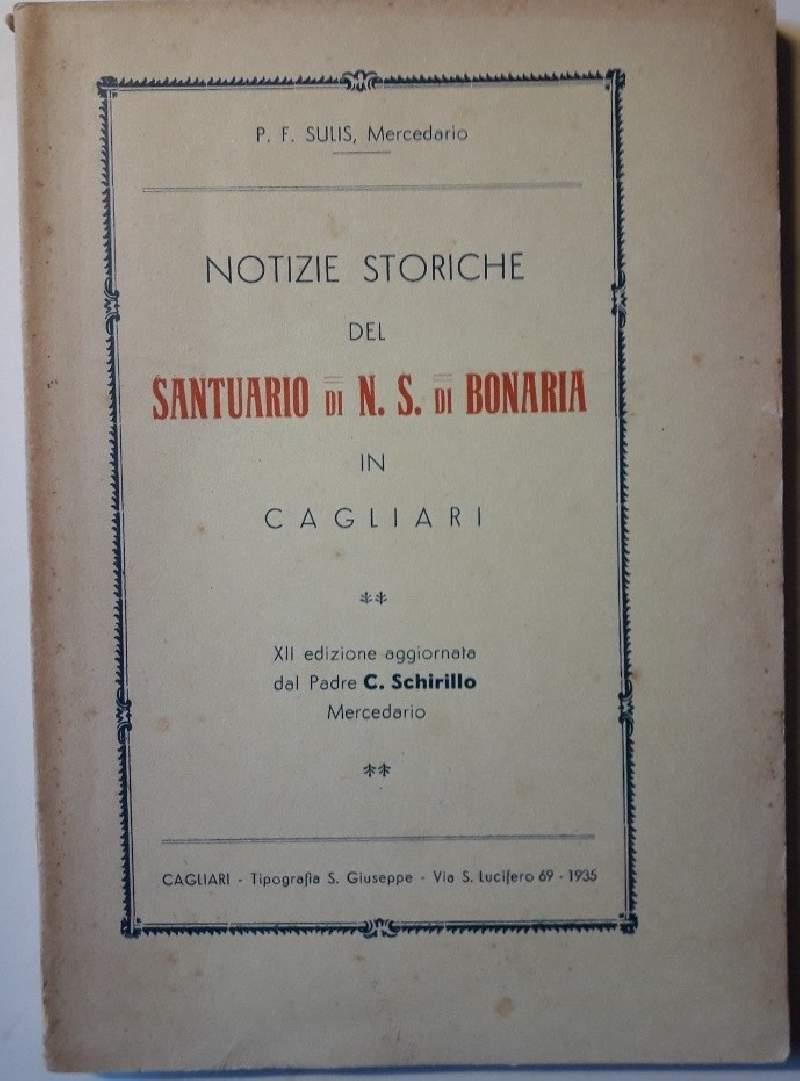 P. F. SULIS, Mercedario
NOTIZIE STORICHE
DEL
SANTUARIO DI N. S. DI BONARIA
IN
CAGLIARI
XII edizione aggiornata
dal Padre C. Schirillo
Mercedario
CAGLIARI - Tipografia S. Giuseppe - Via S. Lucifero 69 - 1935